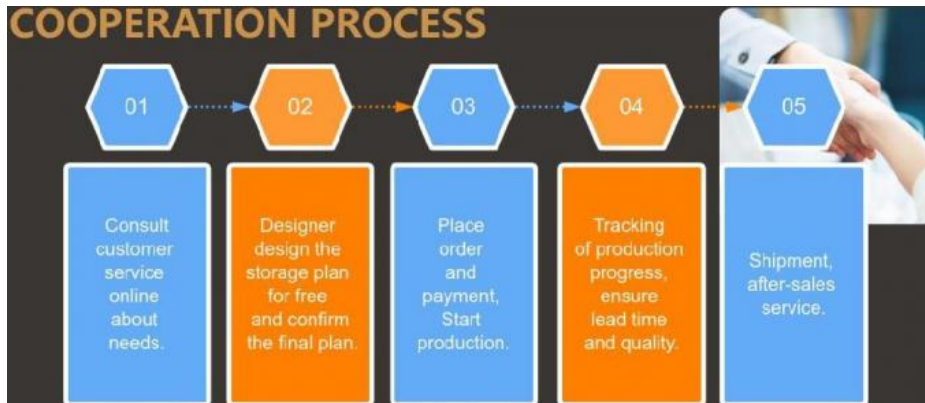 COOPERATION PROCESS
01
02
03
04
05
Consult
customer
service
online
about
needs.
Designer
design the
storage plan
for free
and confirm
the final plan.
Place
order
and
payment,
Start
production.
Tracking
of production
progress,
ensure
lead time
and quality.
Shipment,
after-sales
service.